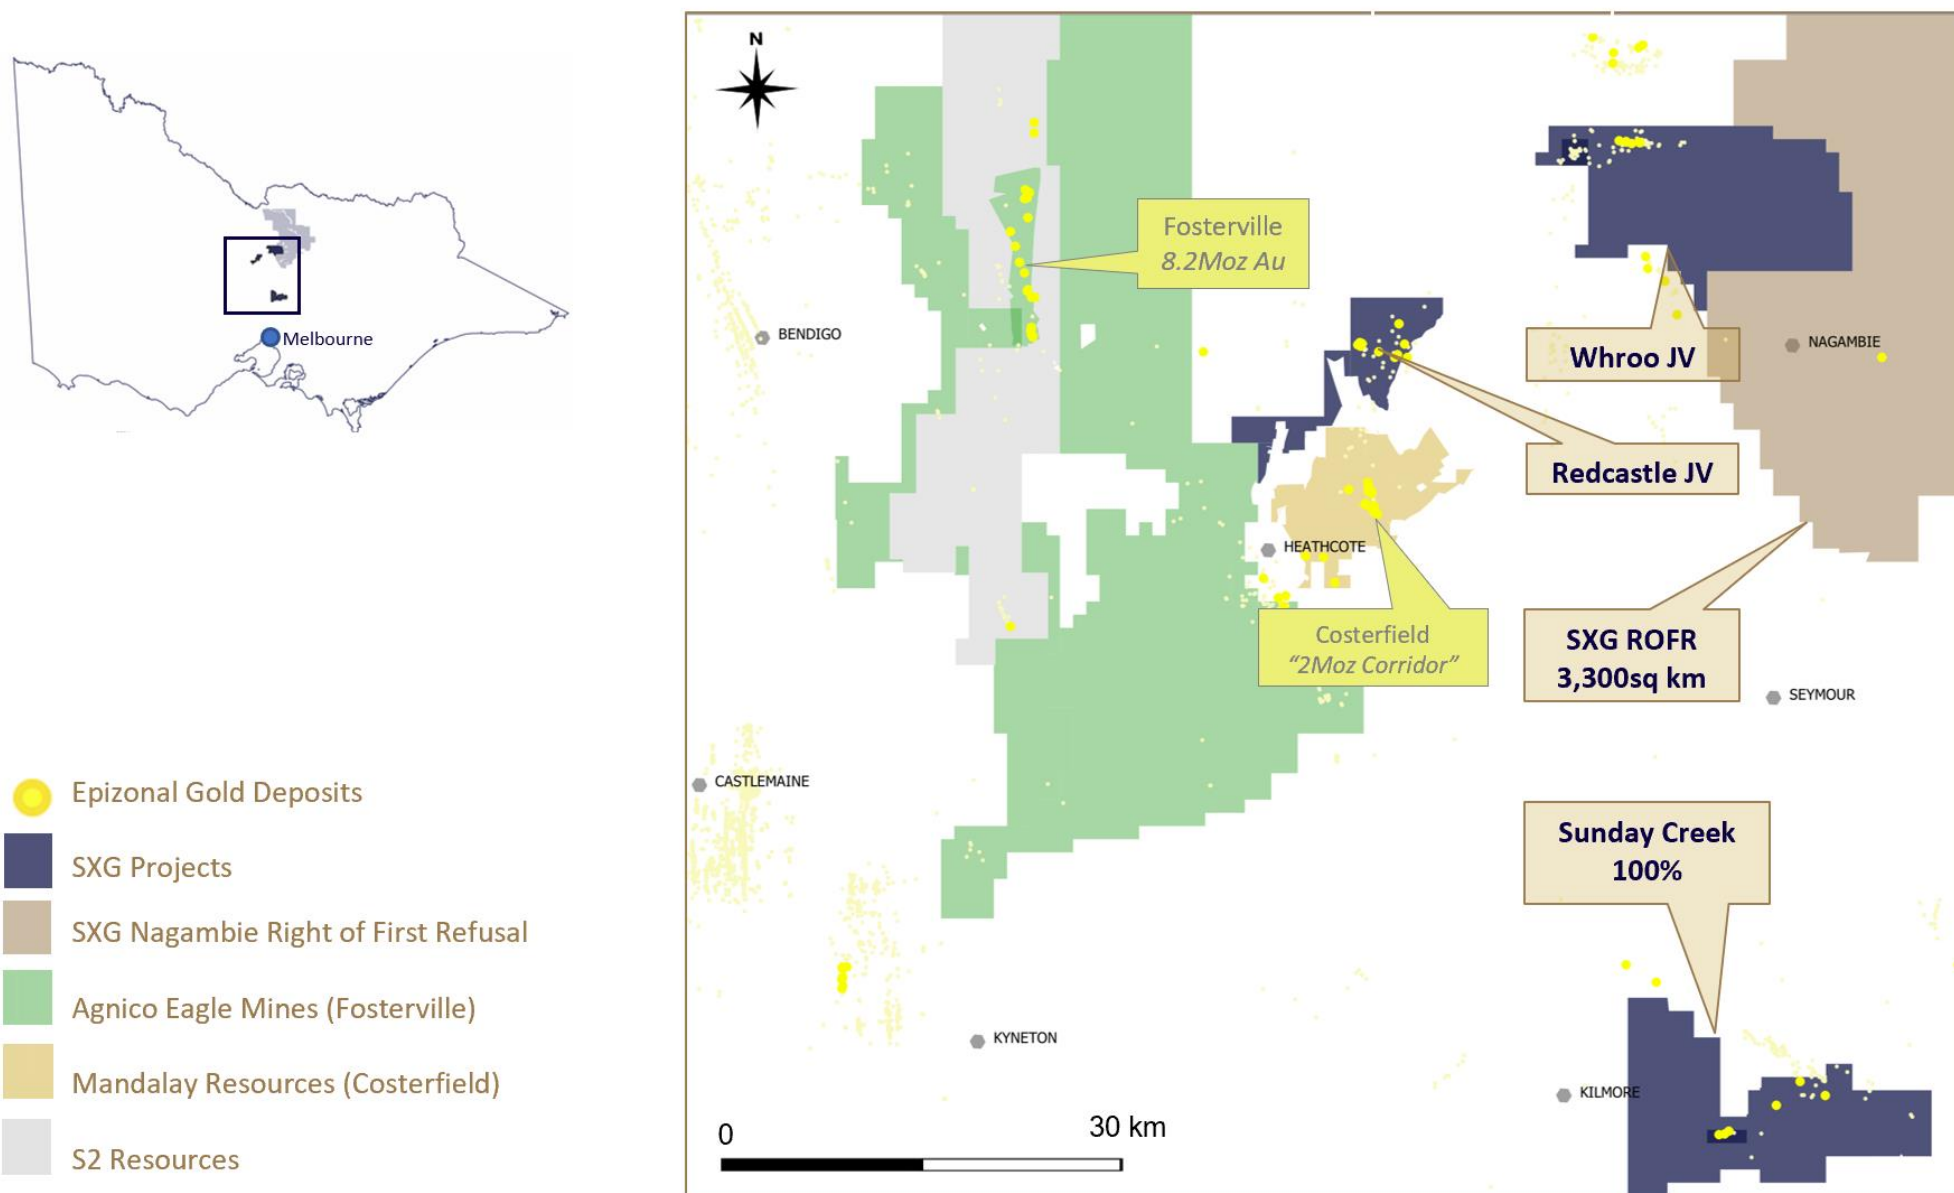 Melbourne
Epizonal Gold Deposits
SXG Projects
SXG Nagambie Right of First Refusal
Agnico Eagle Mines (Fosterville)
Mandalay Resources (Costerfield)
S2 Resources
N
Fosterville
8.2Moz Au
BENDIGO
Whroo JV
NAGAMBIE
Redcastle JV
HEATHCOTE
Costerfield
“2Moz Corridor”
SXG ROFR
3,300sq km
SEYMOUR
CASTLEMAINE
Sunday Creek
100%
KYNETON
KILMORE
0
30 km